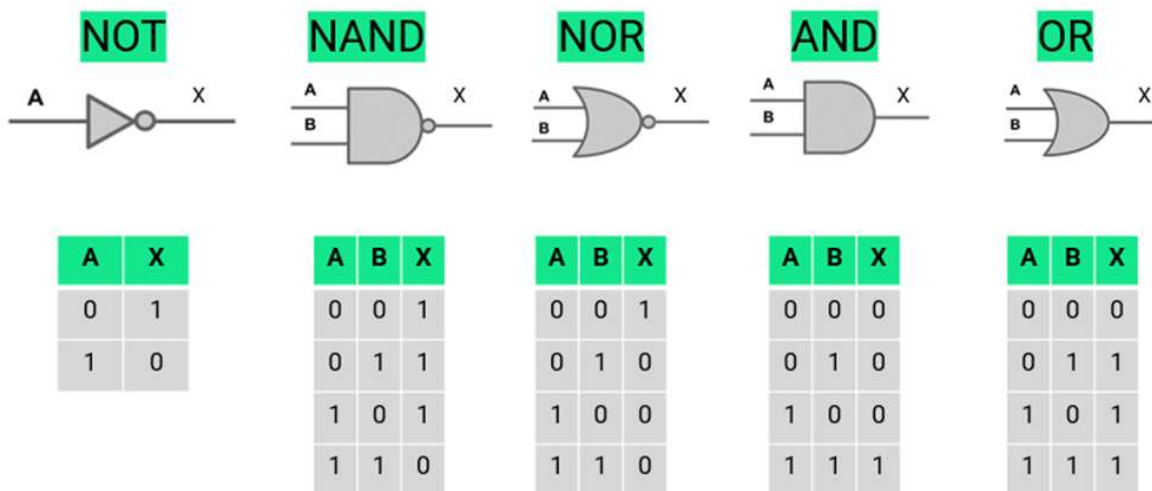 NOT NAND NOR AND OR
A X A X A X A X A X
B B B B
A X A B X A B X A B X A B X
0 1 0 0 1 0 0 1 0 0 0 0 0 0
1 0 0 1 1 0 1 0 0 1 0 0 1 1
1 0 1 1 0 0 1 0 0 1 0 1
1 1 0 1 1 0 1 1 1 1 1 1